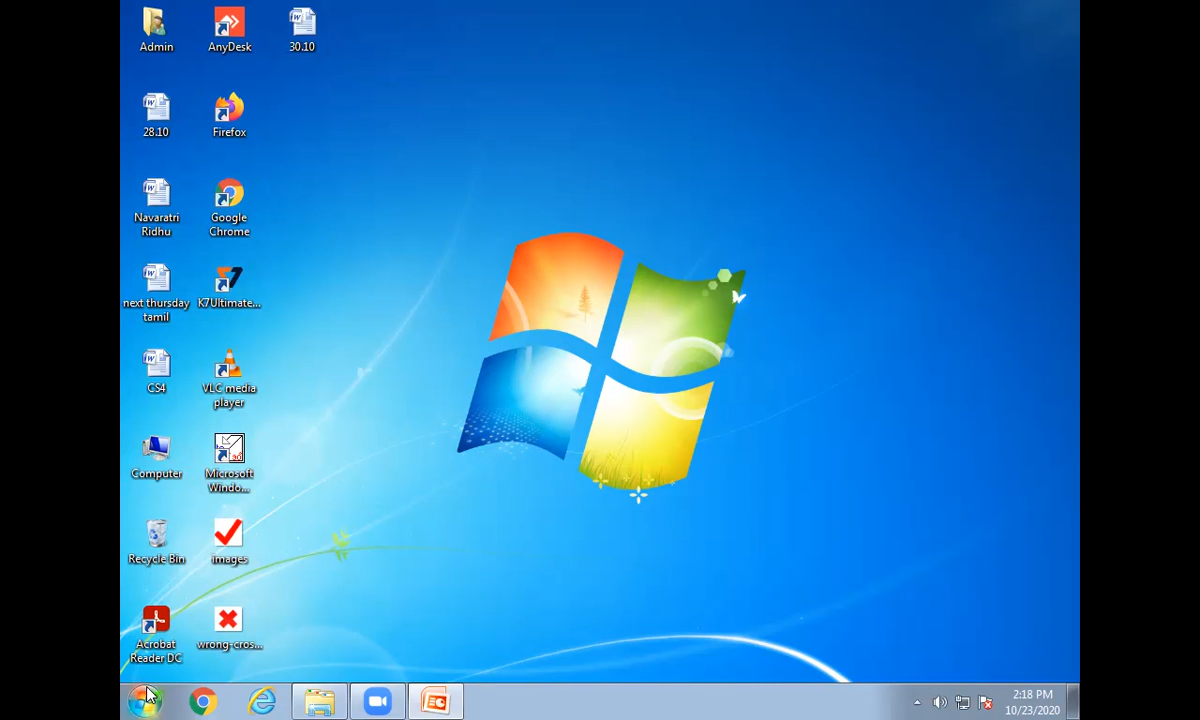 Admin
AnyDesk
30.10
28.10
Firefox
Navaratri
Ridhu
Google
Chrome
next thursday
tamil
K7Ultimate...
CS4
VLC media
player
Computer
Microsoft
Windo...
Recycle Bin
images
Acrobat
Reader DC
wrong-cros...
2:18 PM
10/23/2020